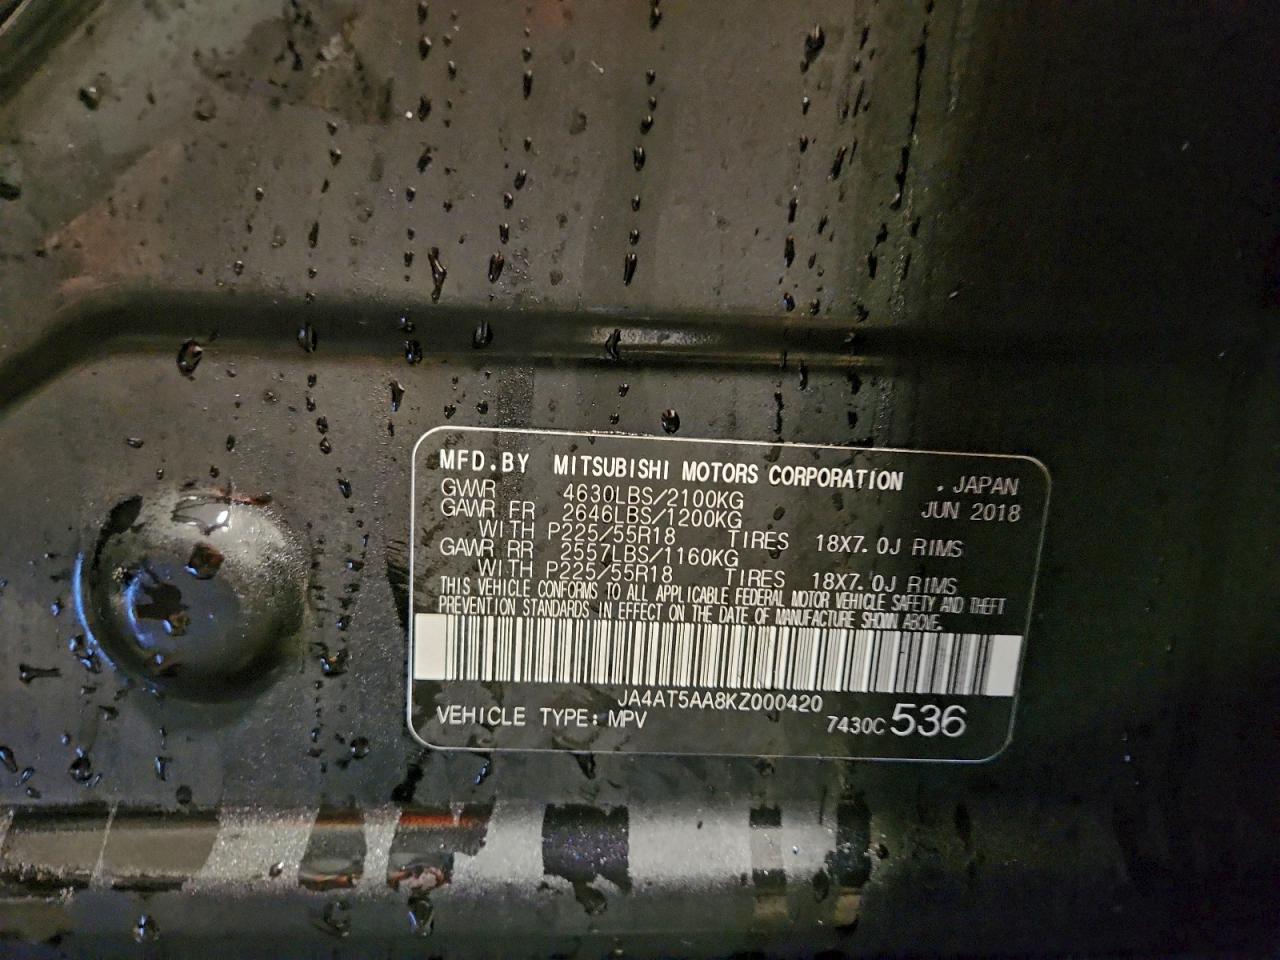 MFD.BY MITSUBISHI MOTORS CORPORATION . JAPAN
GVWR 4630LBS/2100KG JUN 2018
GAWR FR 2646LBS/1200KG
WITH P225/55R18 TIRES 18X7.0J RIMS
GAWR RR 2557LBS/1160KG
WITH P225/55R18 TIRES 18X7.0J RIMS
THIS VEHICLE CONFORMS TO ALL APPLICABLE FEDERAL MOTOR VEHICLE SAFETY AND THEFT
PREVENTION STANDARDS IN EFFECT ON THE DATE OF MANUFACTURE SHOWN ABOVE.
JA4AT5AA8KZ000420
VEHICLE TYPE: MPV 7430C 536